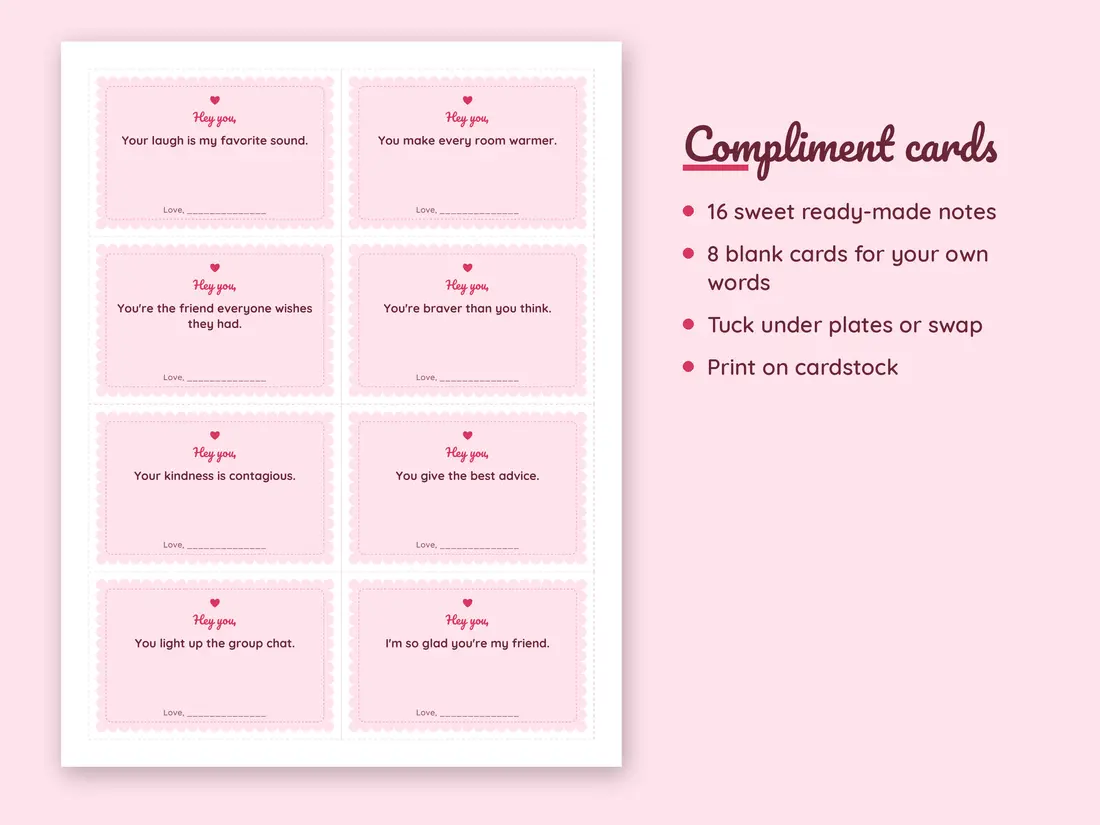 Hey you,
Your laugh is my favorite sound.
Love, ______________
Hey you,
You make every room warmer.
Love, ______________
Hey you,
You're the friend everyone wishes
they had.
Love, ______________
Hey you,
You're braver than you think.
Love, ______________
Hey you,
Your kindness is contagious.
Love, ______________
Hey you,
You give the best advice.
Love, ______________
Hey you,
You light up the group chat.
Love, ______________
Hey you,
I'm so glad you're my friend.
Love, ______________
Compliment cards
16 sweet ready-made notes
8 blank cards for your own
words
Tuck under plates or swap
Print on cardstock